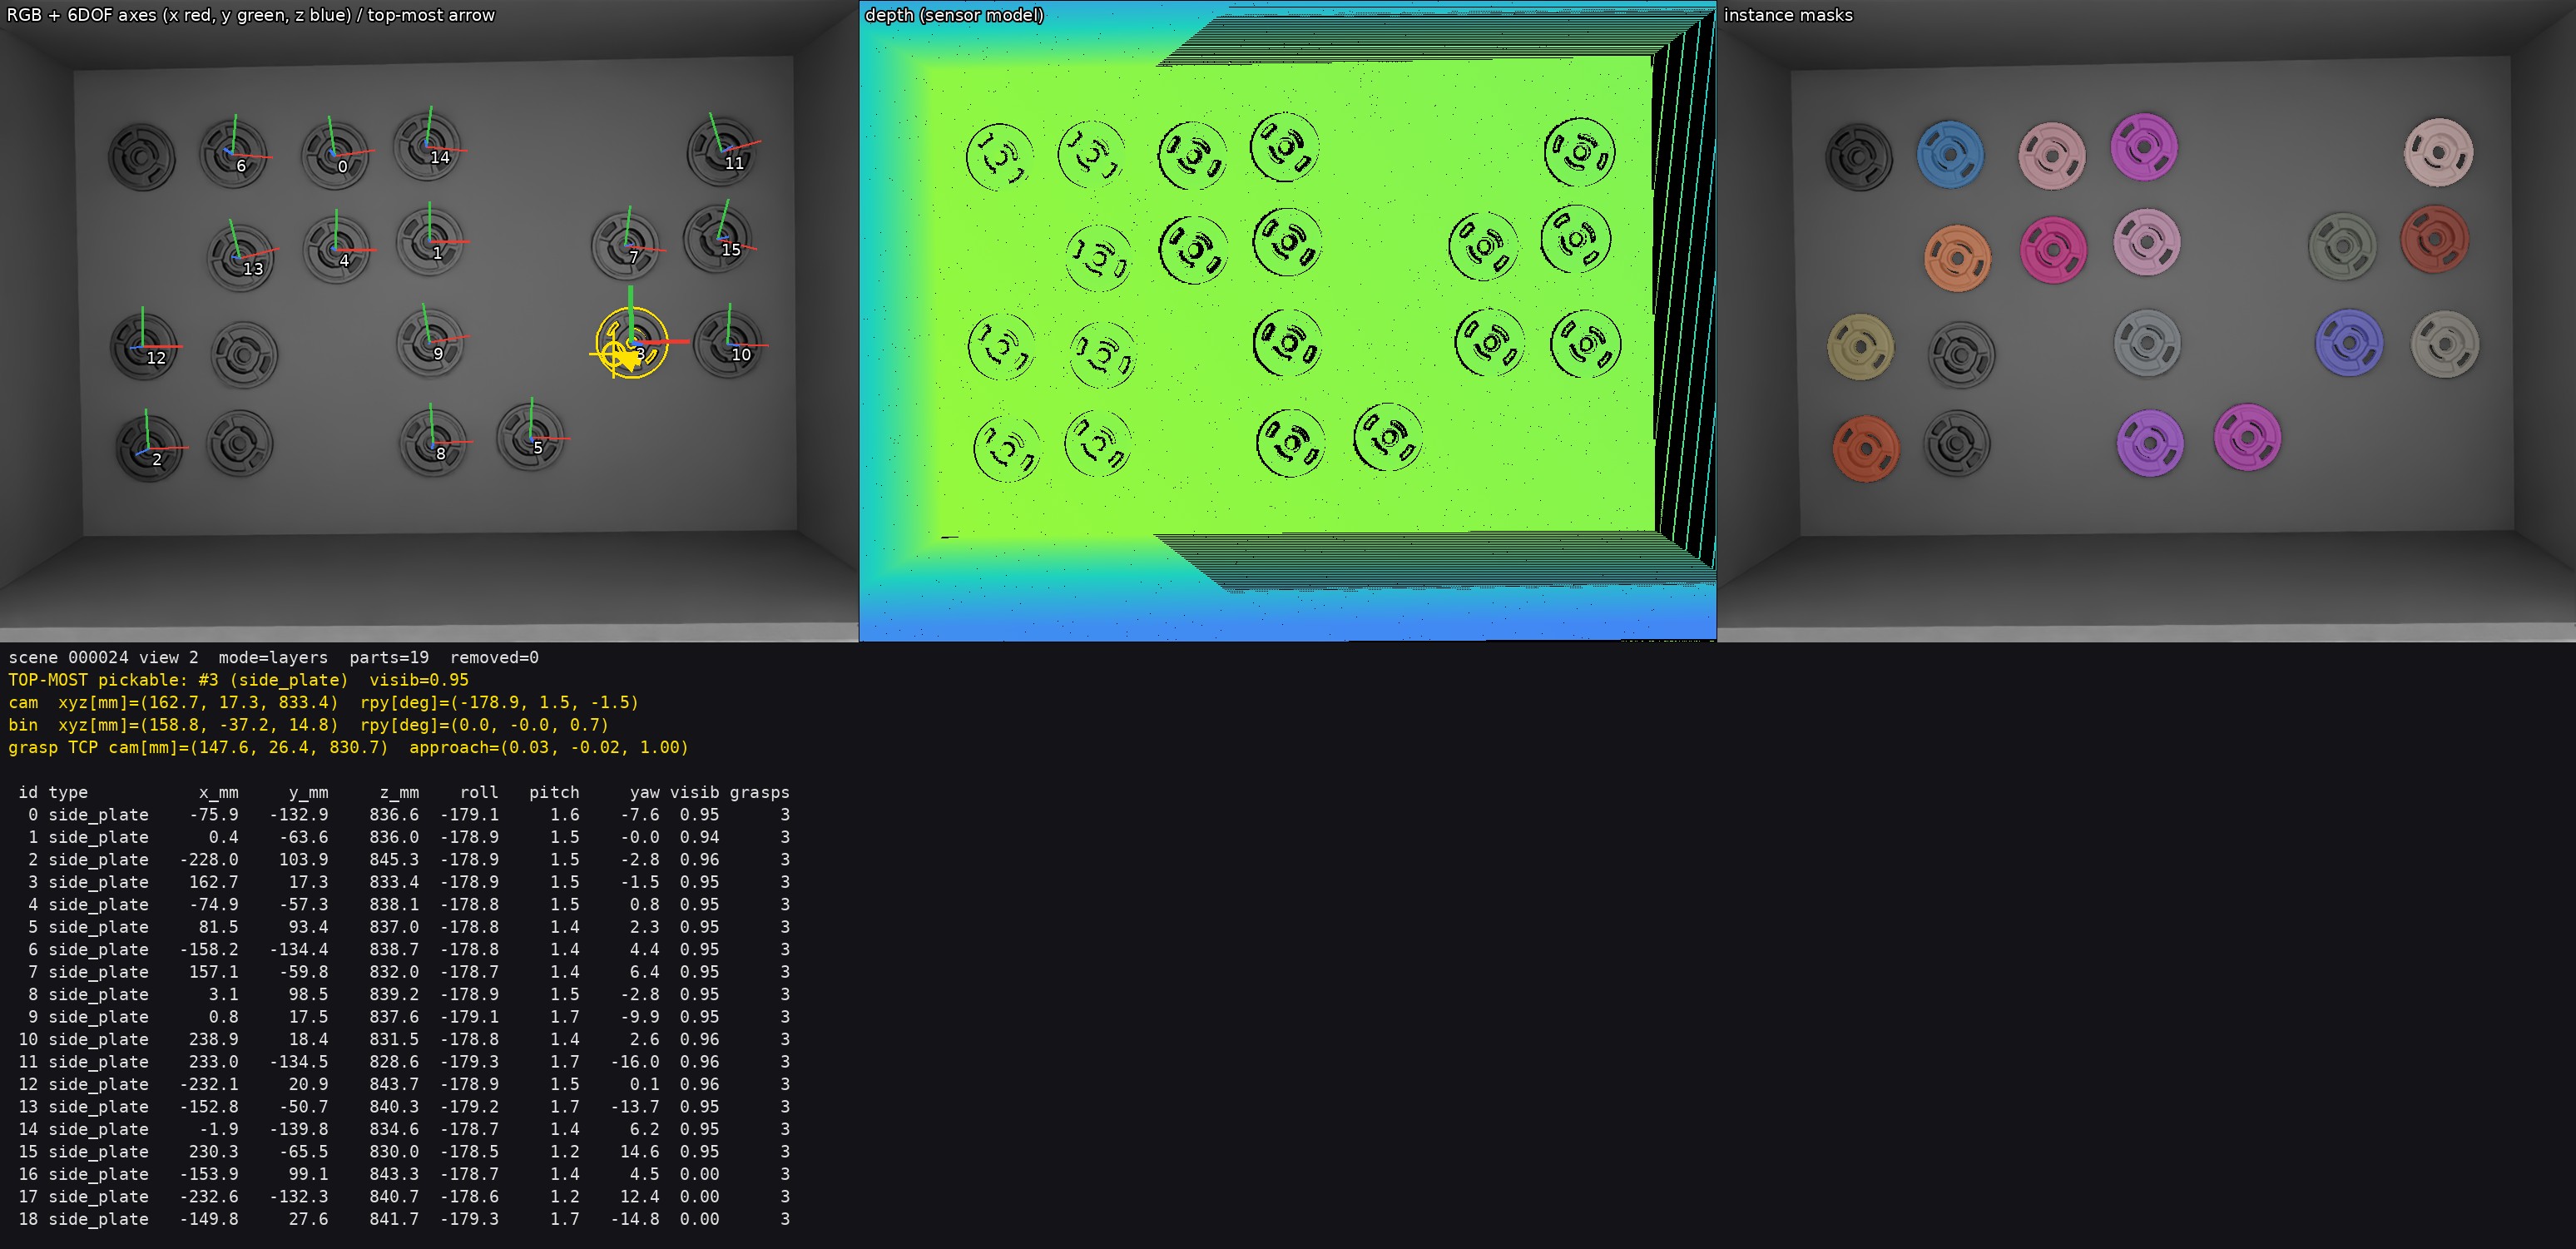 RGB + 6DOF axes (x red, y green, z blue) / top-most arrow
depth (sensor model)
instance masks
6
0
14
11
13
4
1
7
15
12
9
3
10
2
8
5
scene 000024 view 2  mode=layers  parts=19  removed=0
TOP-MOST pickable: #3 (side_plate)  visib=0.95
cam  xyz[mm]=(162.7, 17.3, 833.4)  rpy[deg]=(-178.9, 1.5, -1.5)
bin  xyz[mm]=(158.8, -37.2, 14.8)  rpy[deg]=(0.0, -0.0, 0.7)
grasp TCP cam[mm]=(147.6, 26.4, 830.7)  approach=(0.03, -0.02, 1.00)
id type x_mm y_mm z_mm roll pitch yaw visib grasps
0 side_plate -75.9 -132.9 836.6 -179.1 1.6 -7.6 0.95 3
1 side_plate 0.4 -63.6 836.0 -178.9 1.5 -0.0 0.94 3
2 side_plate -228.0 103.9 845.3 -178.9 1.5 -2.8 0.96 3
3 side_plate 162.7 17.3 833.4 -178.9 1.5 -1.5 0.95 3
4 side_plate -74.9 -57.3 838.1 -178.8 1.5 0.8 0.95 3
5 side_plate 81.5 93.4 837.0 -178.8 1.4 2.3 0.95 3
6 side_plate -158.2 -134.4 838.7 -178.8 1.4 4.4 0.95 3
7 side_plate 157.1 -59.8 832.0 -178.7 1.4 6.4 0.95 3
8 side_plate 3.1 98.5 839.2 -178.9 1.5 -2.8 0.95 3
9 side_plate 0.8 17.5 837.6 -179.1 1.7 -9.9 0.95 3
10 side_plate 238.9 18.4 831.5 -178.8 1.4 2.6 0.96 3
11 side_plate 233.0 -134.5 828.6 -179.3 1.7 -16.0 0.96 3
12 side_plate -232.1 20.9 843.7 -178.9 1.5 0.1 0.96 3
13 side_plate -152.8 -50.7 840.3 -179.2 1.7 -13.7 0.95 3
14 side_plate -1.9 -139.8 834.6 -178.7 1.4 6.2 0.95 3
15 side_plate 230.3 -65.5 830.0 -178.5 1.2 14.6 0.95 3
16 side_plate -153.9 99.1 843.3 -178.7 1.4 4.5 0.00 3
17 side_plate -232.6 -132.3 840.7 -178.6 1.2 12.4 0.00 3
18 side_plate -149.8 27.6 841.7 -179.3 1.7 -14.8 0.00 3